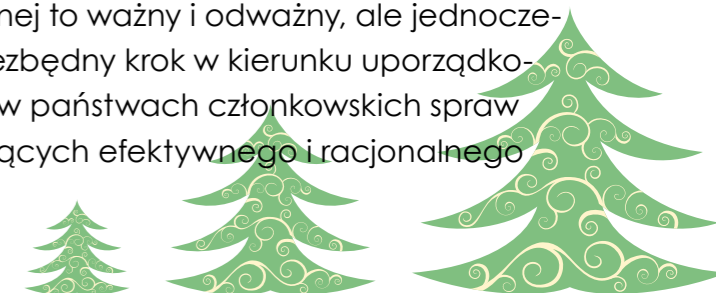 nej to ważny i odważny, ale jednocze-
ezbędny krok w kierunku uporządko-
w państwach członkowskich spraw
ących efektywnego i racjonalnego